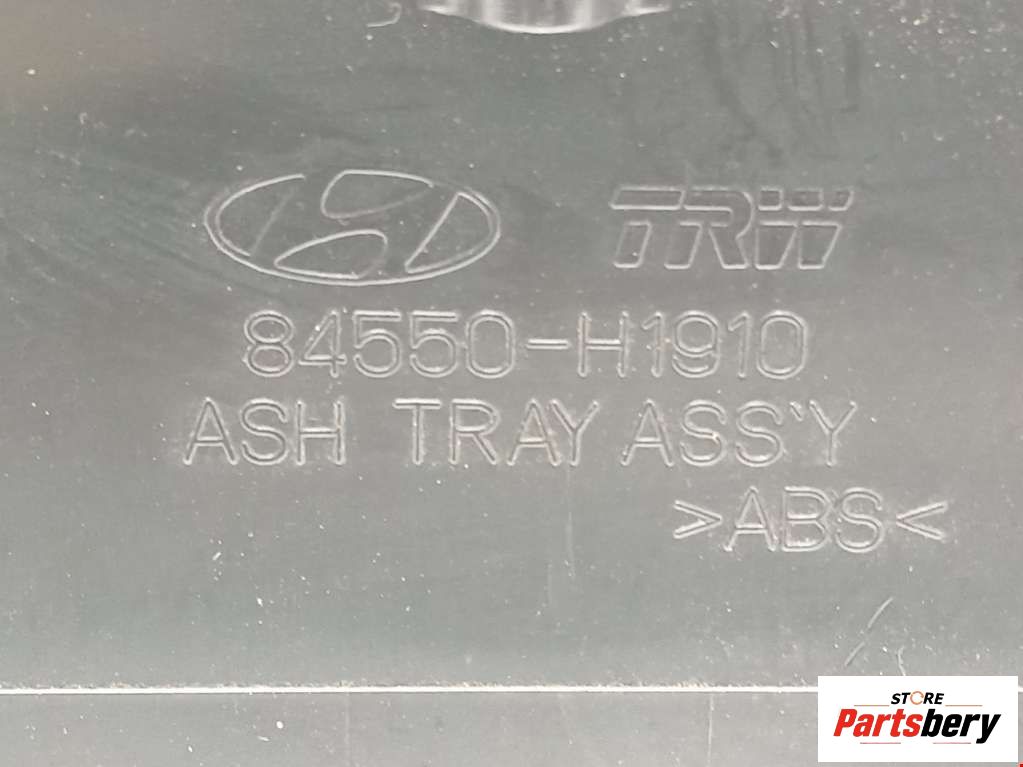 TRW
84550-H1910
ASH TRAY ASS'Y
>ABS<
STORE
Partsbery